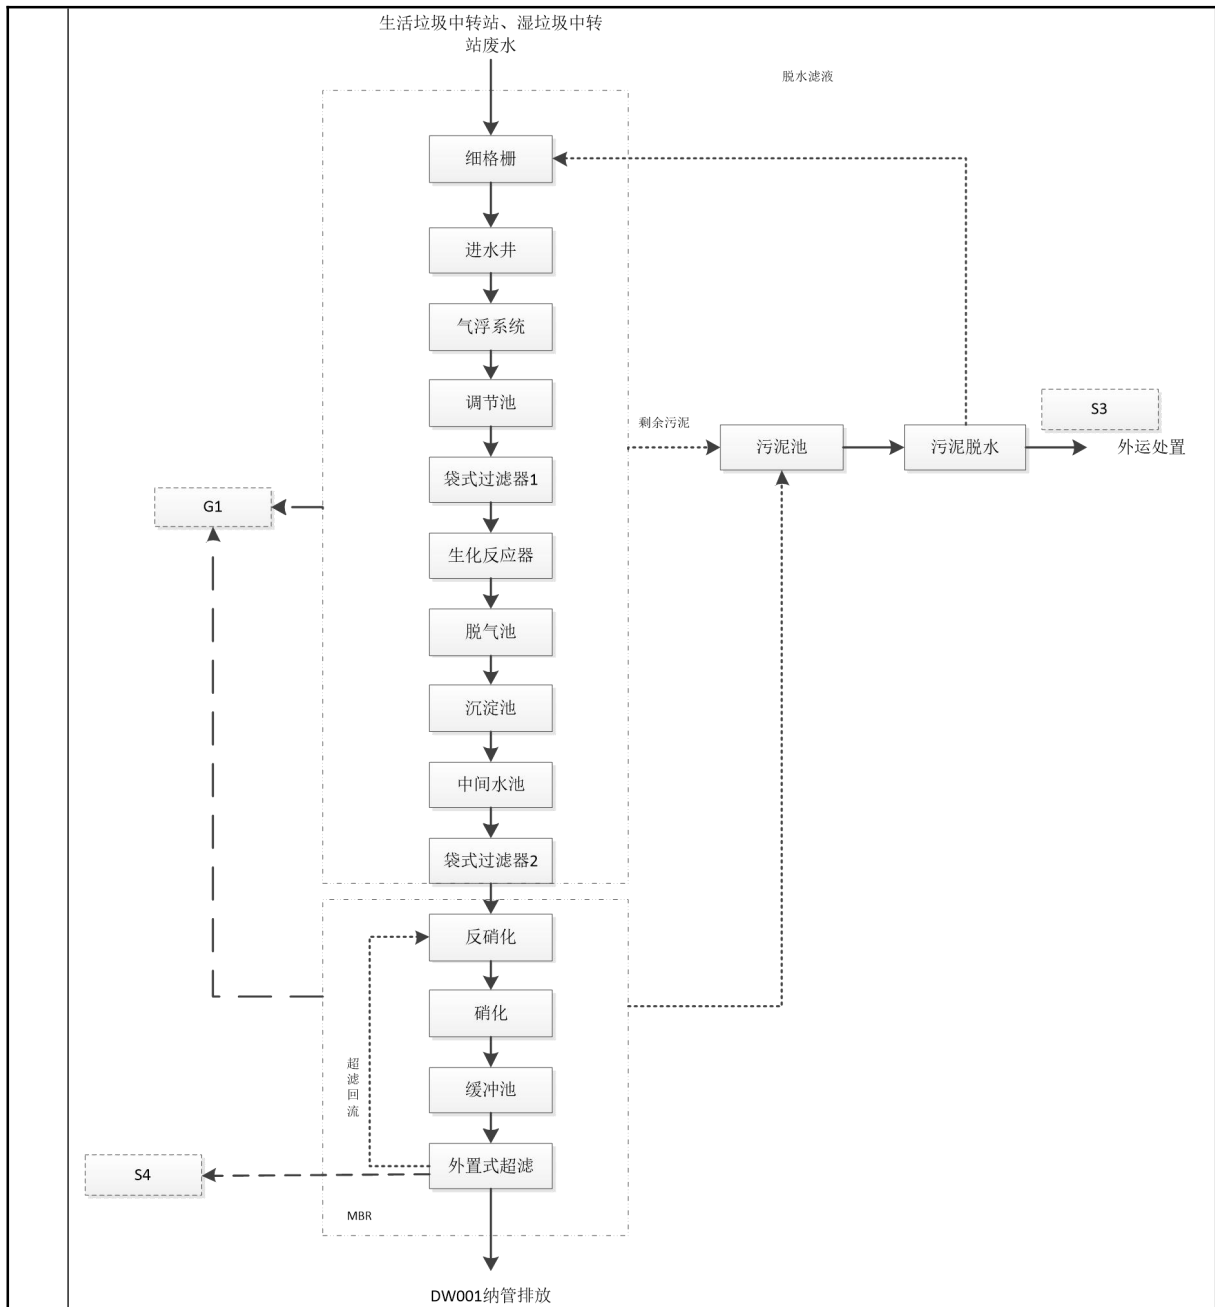 生活垃圾中转站、湿垃圾中转
站废水
脱水滤液
细格栅
进水井
气浮系统
调节池
S3
剩余污泥
污泥池
污泥脱水
外运处置
袋式过滤器1
G1
生化反应器
脱气池
沉淀池
中间水池
袋式过滤器2
反硝化
硝化
超
滤
回
流
缓冲池
外置式超滤
S4
MBR
DW001纳管排放